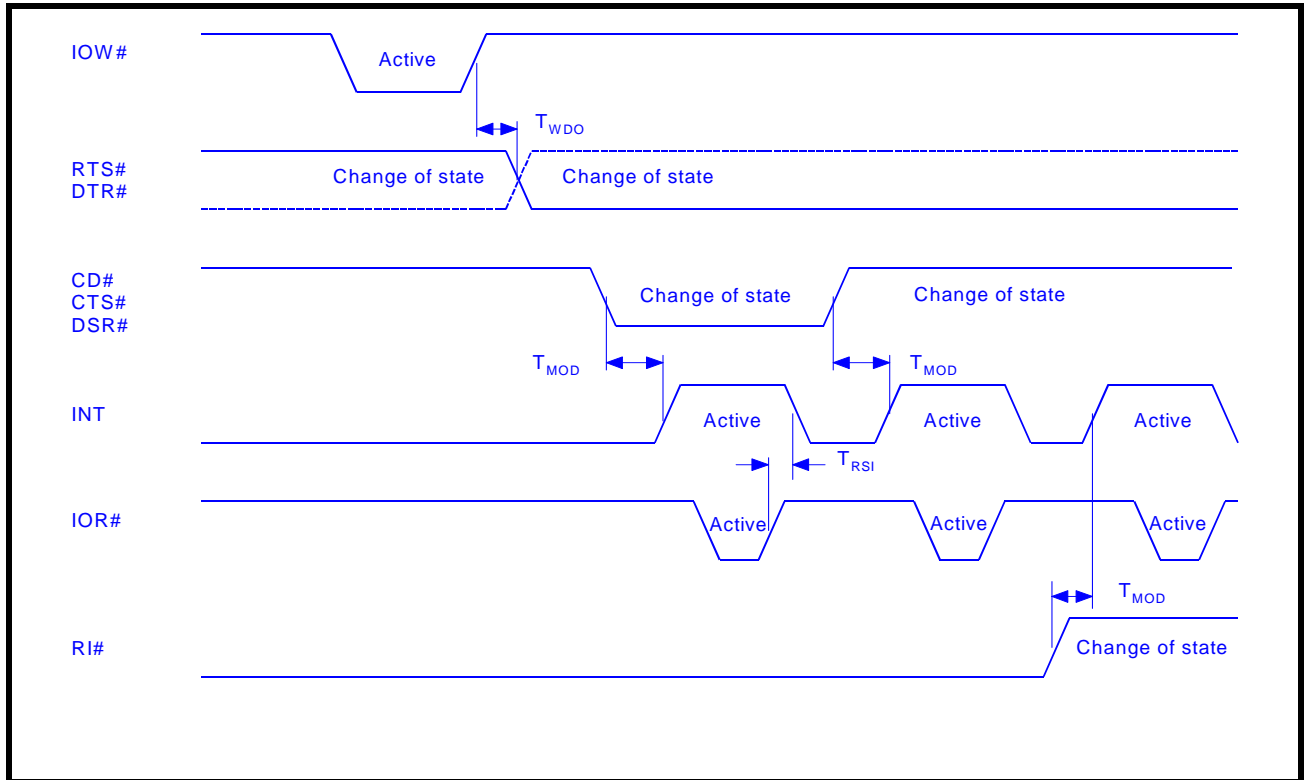 IOW#
Active
TWDO
RTS#
DTR#
Change of state
Change of state
CD#
CTS#
DSR#
Change of state
Change of state
TMOD
TMOD
INT
Active
Active
Active
TRSI
IOR#
Active
Active
Active
TMOD
RI#
Change of state